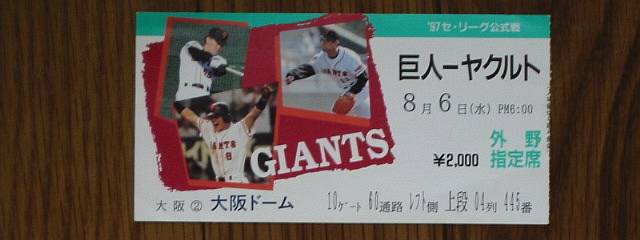 '97セ・リーグ公式戦
巨人ーヤクルト
8月6日(水) PM6:00
外野
¥2,000 指定席
GIANTS
大阪② 大阪ドーム 10ゲート 60通路 レフト側 上段 04列 445番